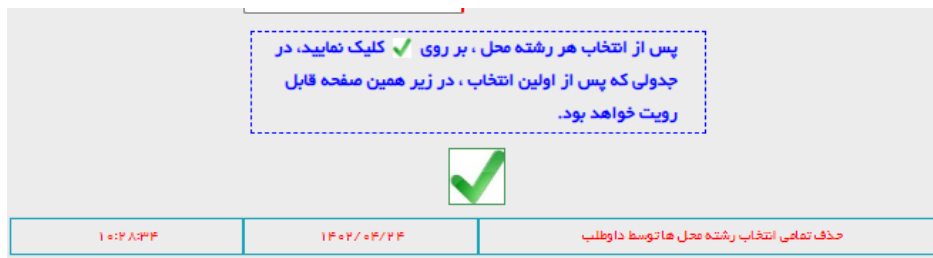 پس از انتخاب هر رشته محل ، بر روی ✓ کلیک نمایید، در
جدولی که پس از اولین انتخاب ، در زیر همین صفحه قابل
رویت خواهد بود.
حذف تمامی انتخاب رشته محل ها توسط داوطلب ۱۴۰۲/۰۴/۲۴ ۱۰:۲۸:۳۴